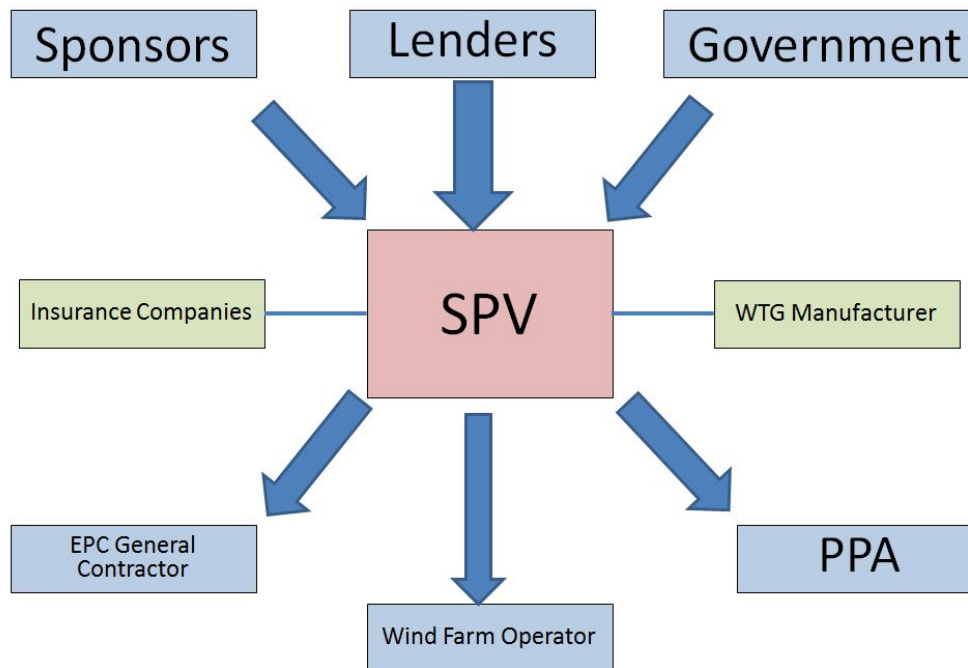 Sponsors
Lenders
Government
Insurance Companies
SPV
WTG Manufacturer
EPC General
Contractor
PPA
Wind Farm Operator